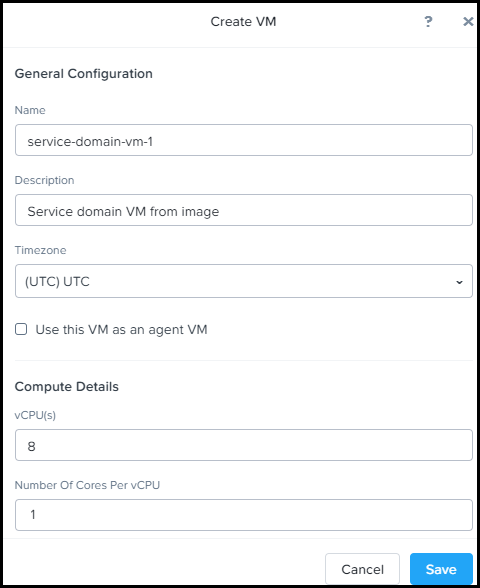 Create VM
?
×
General Configuration
Name
service-domain-vm-1
Description
Service domain VM from image
Timezone
(UTC) UTC
Use this VM as an agent VM
Compute Details
vCPU(s)
8
Number Of Cores Per vCPU
1
Cancel
Save